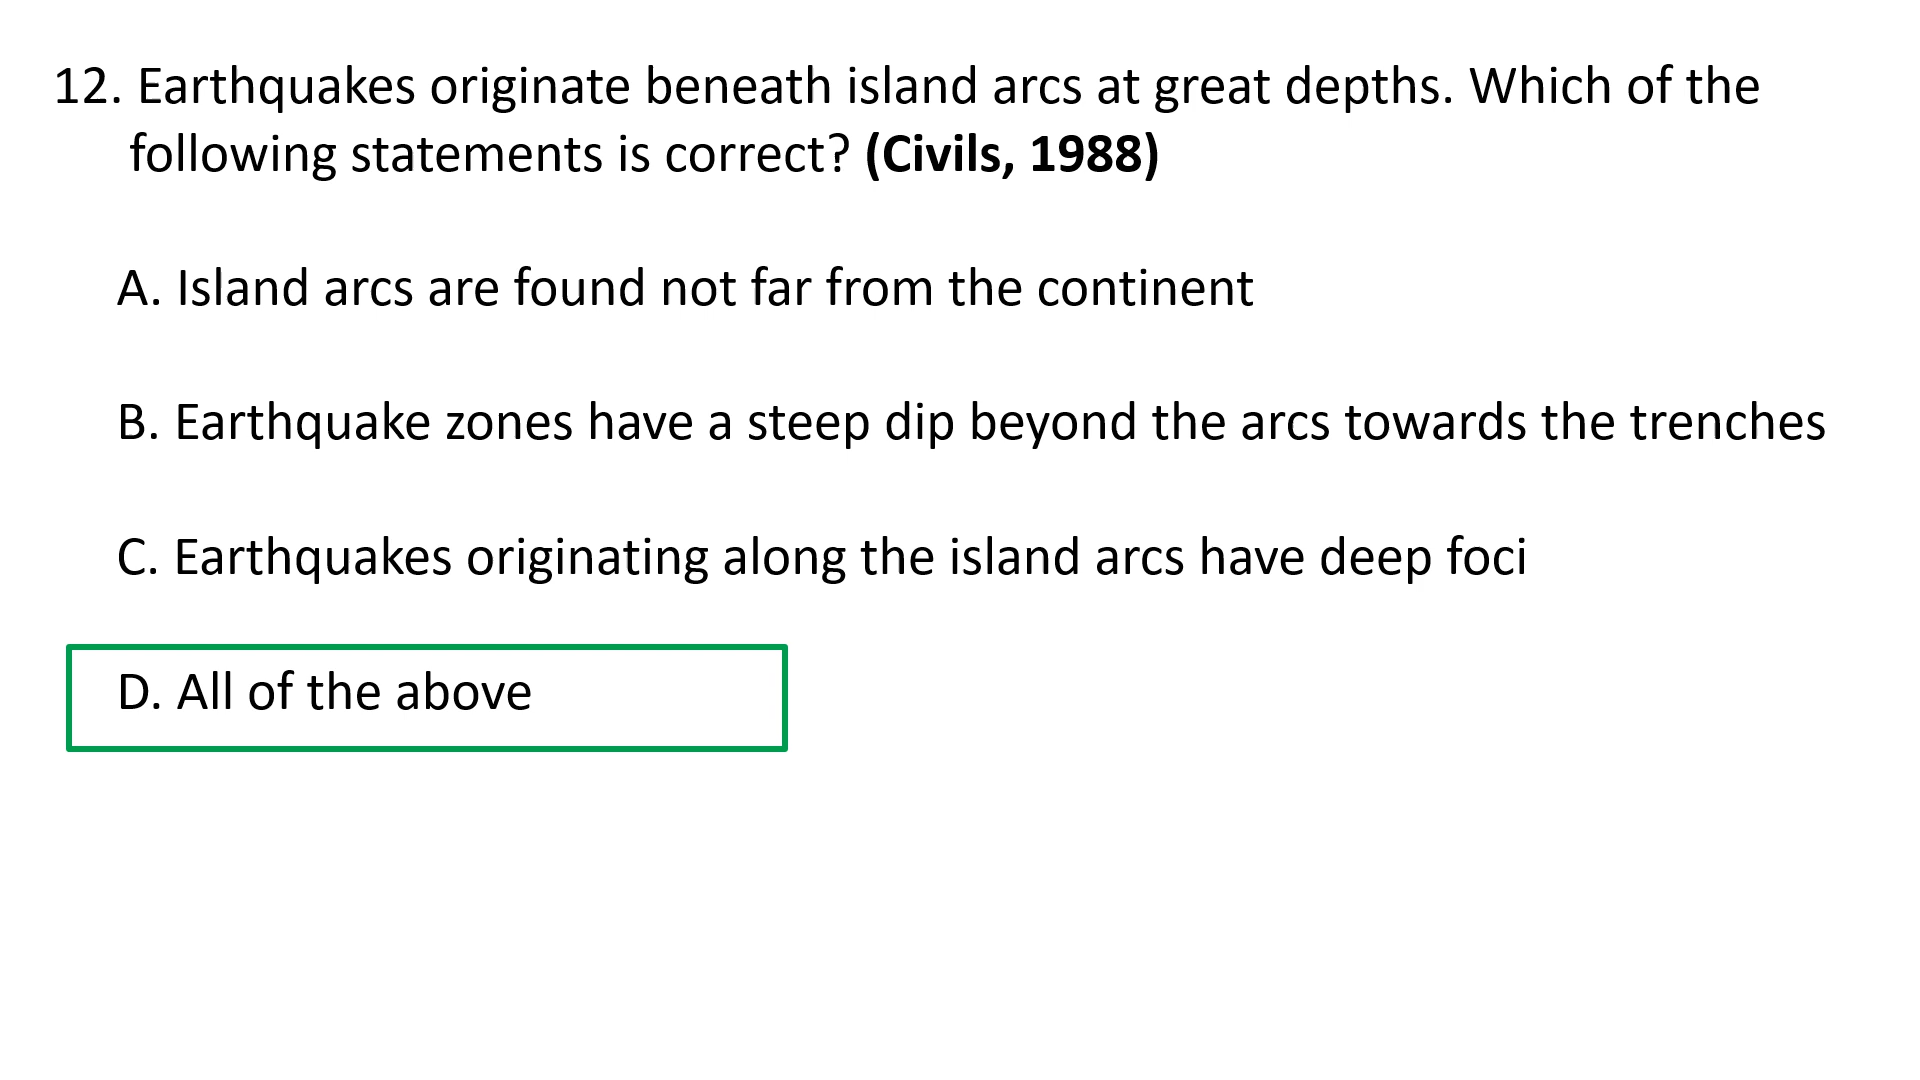 12. Earthquakes originate beneath island arcs at great depths. Which of the
following statements is correct? (Civils, 1988)
A. Island arcs are found not far from the continent
B. Earthquake zones have a steep dip beyond the arcs towards the trenches
C. Earthquakes originating along the island arcs have deep foci
D. All of the above